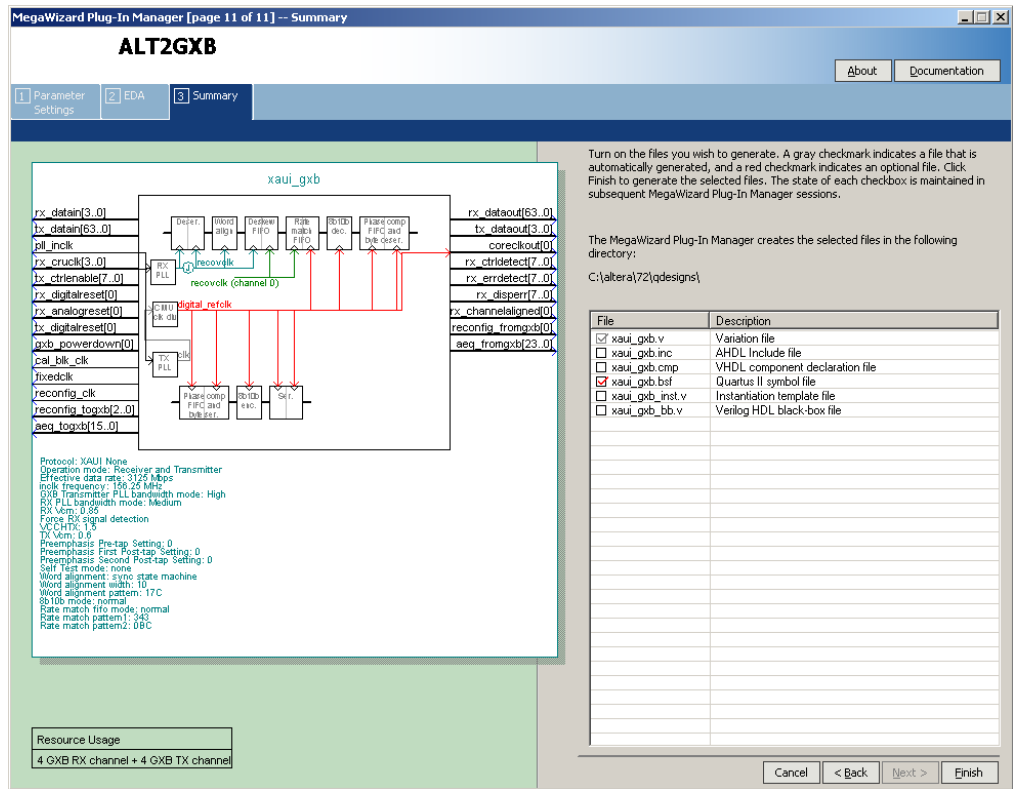 MegaWizard Plug-In Manager [page 11 of 11] -- Summary
ALT2GXB
About
Documentation
1 Parameter Settings
2 EDA
3 Summary
Turn on the files you wish to generate. A gray checkmark indicates a file that is
automatically generated, and a red checkmark indicates an optional file. Click
Finish to generate the selected files. The state of each checkbox is maintained in
subsequent MegaWizard Plug-In Manager sessions.
The MegaWizard Plug-In Manager creates the selected files in the following
directory:
C:\altera\72\qdesigns\
xaui_gxb
rx_datain[3..0]
tx_datain[63..0]
pll_inclk
rx_cruclk[3..0]
tx_ctrlenable[7..0]
rx_digitalreset[0]
rx_analogreset[0]
tx_digitalreset[0]
gxb_powerdown[0]
cal_blk_clk
fixedclk
reconfig_clk
reconfig_togxb[2..0]
aeq_togxb[15..0]
Deser.
Word align
Deskew FIFO
Rate match FIFO
8b10b dec.
Phase comp FIFO and byte deser.
RX PLL
recovclk
recovclk (channel 0)
CMU clk div
digital_refclk
TX PLL
clk
Phase comp FIFO and byte ser.
8b10b enc.
Ser.
rx_dataout[63..0]
tx_dataout[3..0]
coreclkout[0]
rx_ctrldetect[7..0]
rx_errdetect[7..0]
rx_disperr[7..0]
rx_channelaligned[0]
reconfig_fromgxb[0]
aeq_fromgxb[23..0]
Protocol: XAUI None
Operation mode: Receiver and Transmitter
Effective data rate: 3125 Mbps
inclk frequency: 156.25 MHz
GXB Transmitter PLL bandwidth mode: High
RX PLL bandwidth mode: Medium
RX Vcm: 0.85
Force RX signal detection
VCCHTX: 1.5
TX Vcm: 0.6
Preemphasis Pre-tap Setting: 0
Preemphasis First Post-tap Setting: 0
Preemphasis Second Post-tap Setting: 0
Self Test mode: none
Word alignment: sync state machine
Word alignment width: 10
Word alignment pattern: 17C
8b10b mode: normal
Rate match fifo mode: normal
Rate match pattern1: 343
Rate match pattern2: 0BC
File Description
xaui_gxb.v Variation file
xaui_gxb.inc AHDL Include file
xaui_gxb.cmp VHDL component declaration file
xaui_gxb.bsf Quartus II symbol file
xaui_gxb_inst.v Instantiation template file
xaui_gxb_bb.v Verilog HDL black-box file
Resource Usage
4 GXB RX channel + 4 GXB TX channel
Cancel
< Back
Next >
Finish